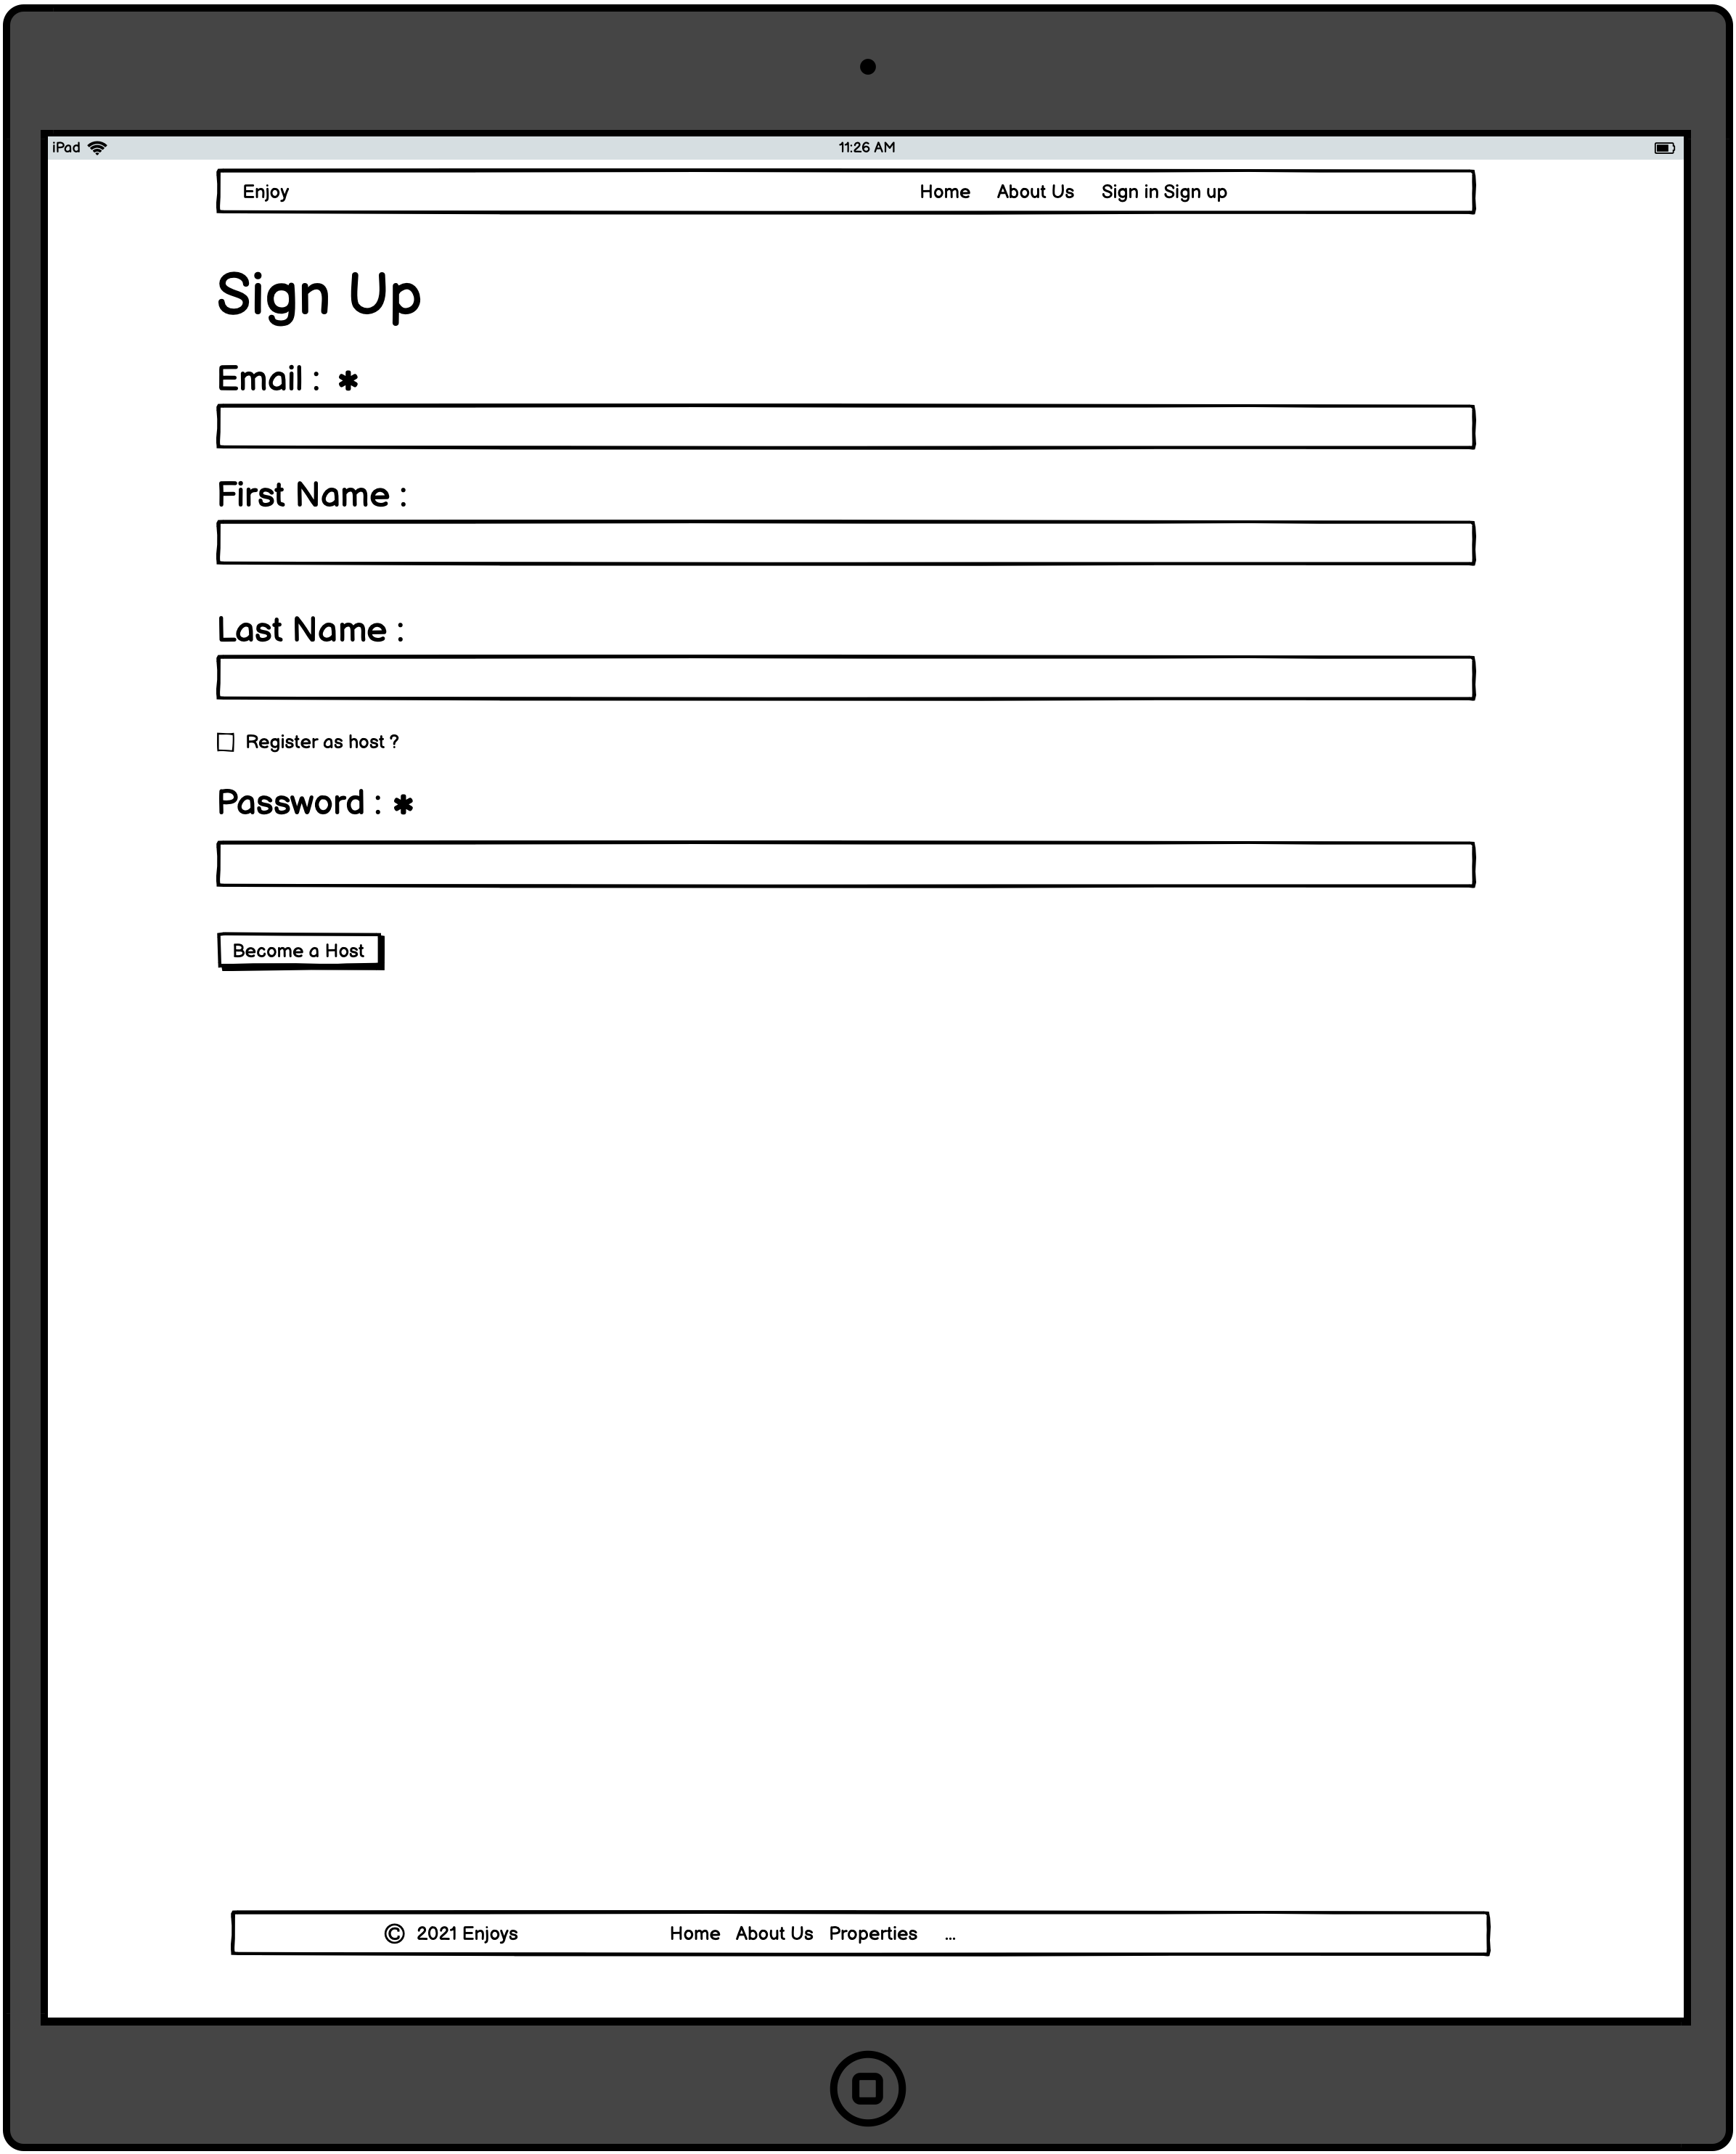 iPad 11:26 AM
Enjoy Home About Us Sign in Sign up
Sign Up
Email : *
First Name :
Last Name :
Register as host ?
Password : *
Become a Host
© 2021 Enjoys Home About Us Properties ...